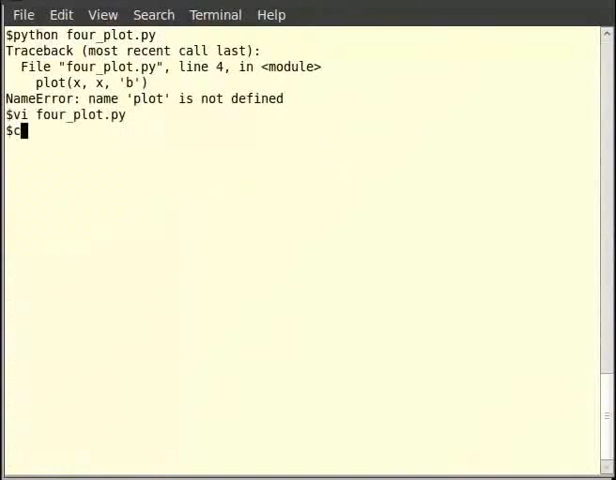 File Edit View Search Terminal Help
$python four_plot.py
Traceback (most recent call last):
  File "four_plot.py", line 4, in <module>
    plot(x, x, 'b')
NameError: name 'plot' is not defined
$vi four_plot.py
$c